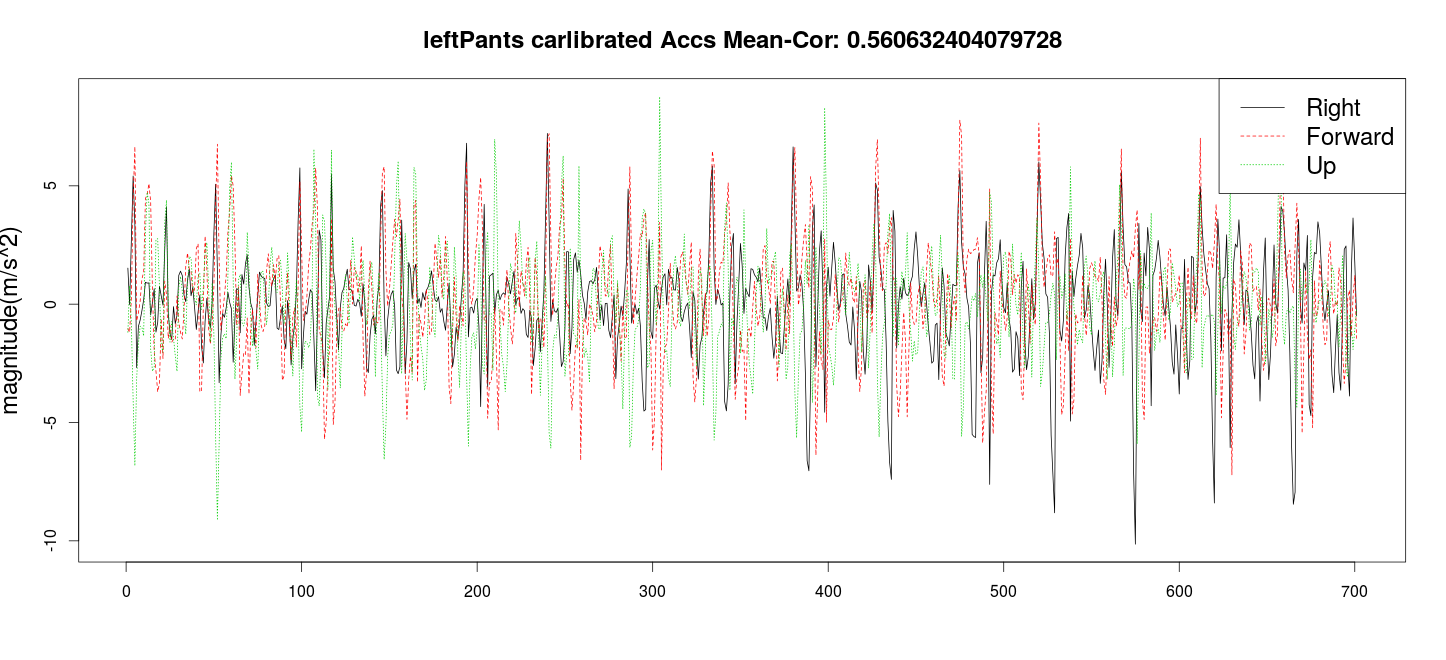 leftPants carlibrated Accs Mean-Cor: 0.560632404079728
Right
Forward
Up
magnitude(m/s^2)
5
0
-5
-10
0 100 200 300 400 500 600 700